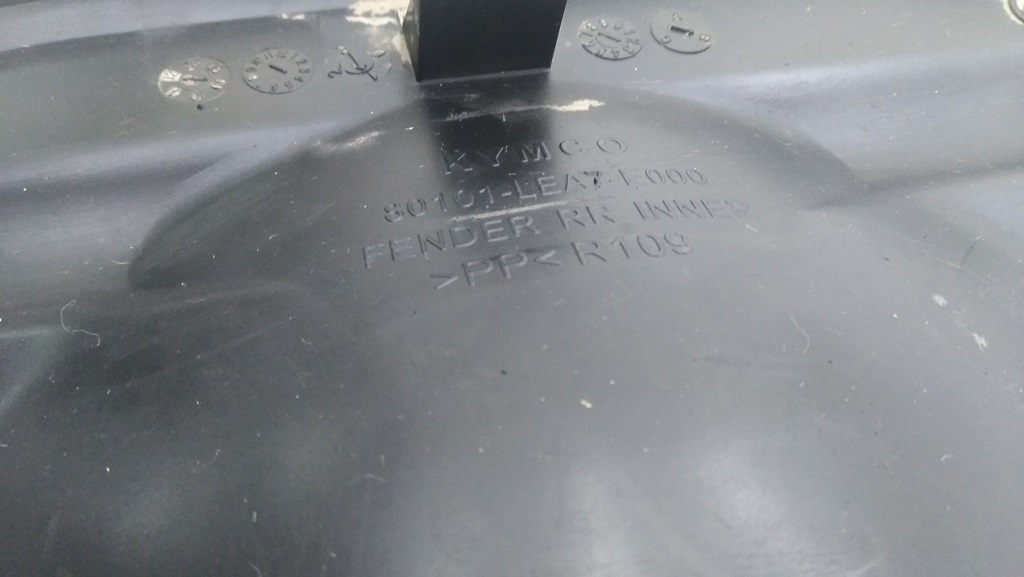 KYMCO
80101-LEA7-E000
FENDER RR INNER
>PP< R109